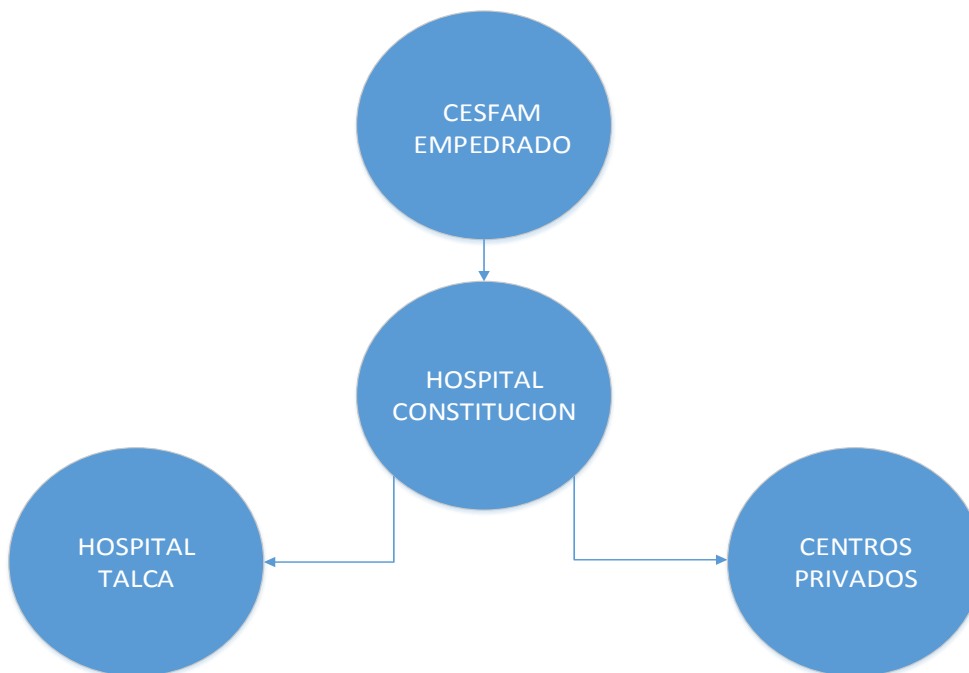 CESFAM
EMPEDRADO
HOSPITAL
CONSTITUCION
HOSPITAL
TALCA
CENTROS
PRIVADOS